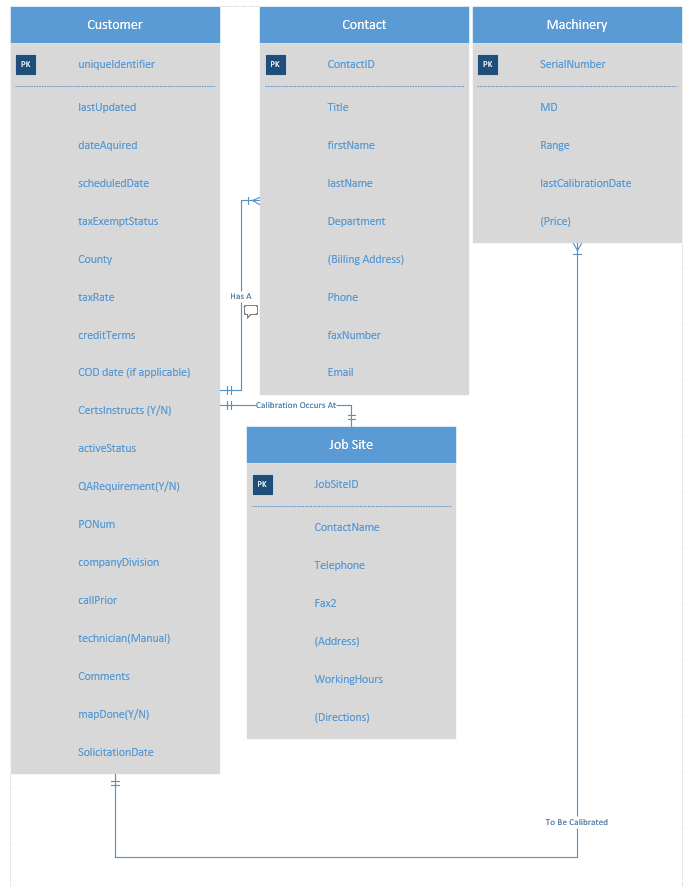 Customer
PK
uniqueIdentifier
lastUpdated
dateAquired
scheduledDate
taxExemptStatus
County
taxRate
creditTerms
COD date (if applicable)
CertsInstructs (Y/N)
activeStatus
QARequirement(Y/N)
PONum
companyDivision
callPrior
technician(Manual)
Comments
mapDone(Y/N)
SolicitationDate
Contact
PK
ContactID
Title
firstName
lastName
Department
(Billing Address)
Phone
faxNumber
Email
Machinery
PK
SerialNumber
MD
Range
lastCalibrationDate
(Price)
Has A
Calibration Occurs At
Job Site
PK
JobSiteID
ContactName
Telephone
Fax2
(Address)
WorkingHours
(Directions)
To Be Calibrated